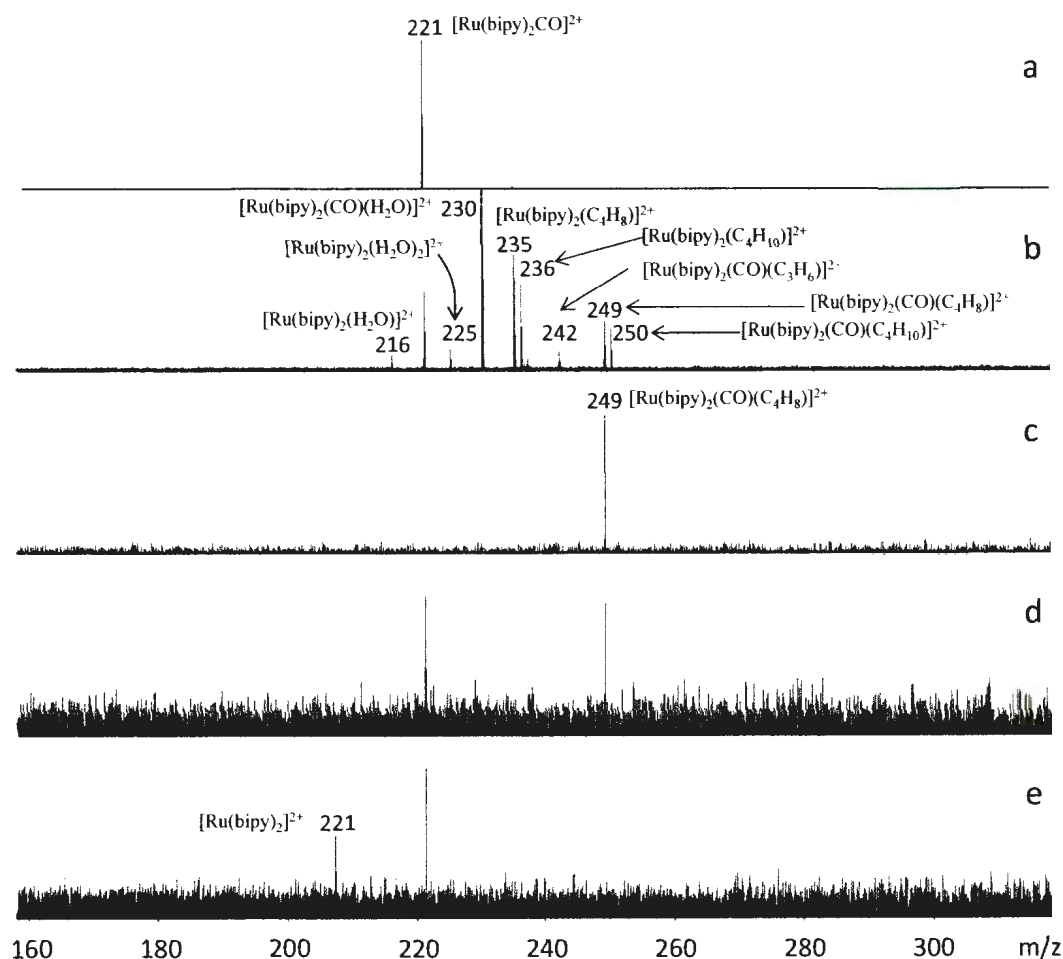 221 [Ru(bipy)₂CO]²⁺
a
[Ru(bipy)₂(CO)(H₂O)]²⁺ 230
[Ru(bipy)₂(C₄H₈)]²⁺
[Ru(bipy)₂(C₄H₁₀)]²⁺
[Ru(bipy)₂(H₂O)₂]²⁺
235
236
[Ru(bipy)₂(CO)(C₃H₆)]²⁺
b
[Ru(bipy)₂(CO)(C₄H₈)]²⁺
249
[Ru(bipy)₂(H₂O)]²⁺
225
242
250
[Ru(bipy)₂(CO)(C₄H₁₀)]²⁺
216
249 [Ru(bipy)₂(CO)(C₄H₈)]²⁺
c
d
e
[Ru(bipy)₂]²⁺ 221
160 180 200 220 240 260 280 300 m/z